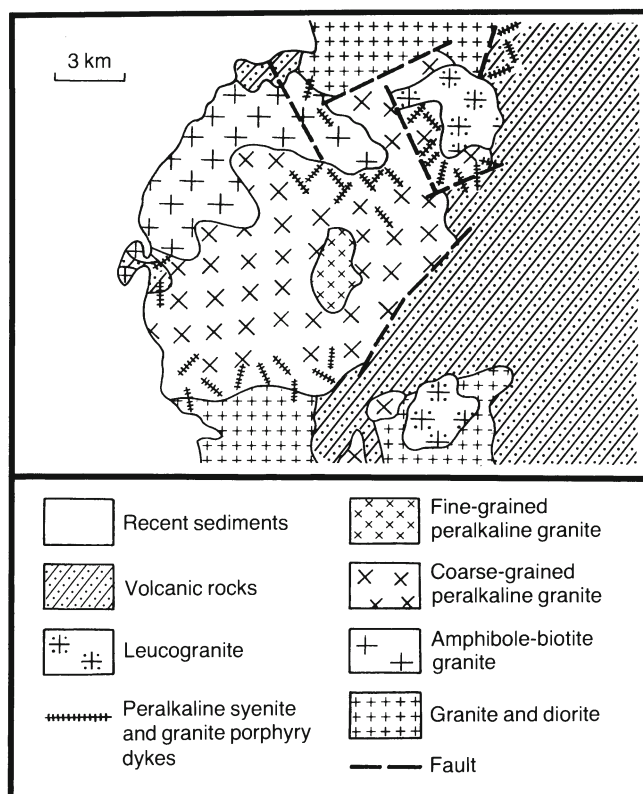 3 km
Recent sediments
Volcanic rocks
Leucogranite
Peralkaline syenite
and granite porphyry
dykes
Fine-grained
peralkaline granite
Coarse-grained
peralkaline granite
Amphibole-biotite
granite
Granite and diorite
Fault